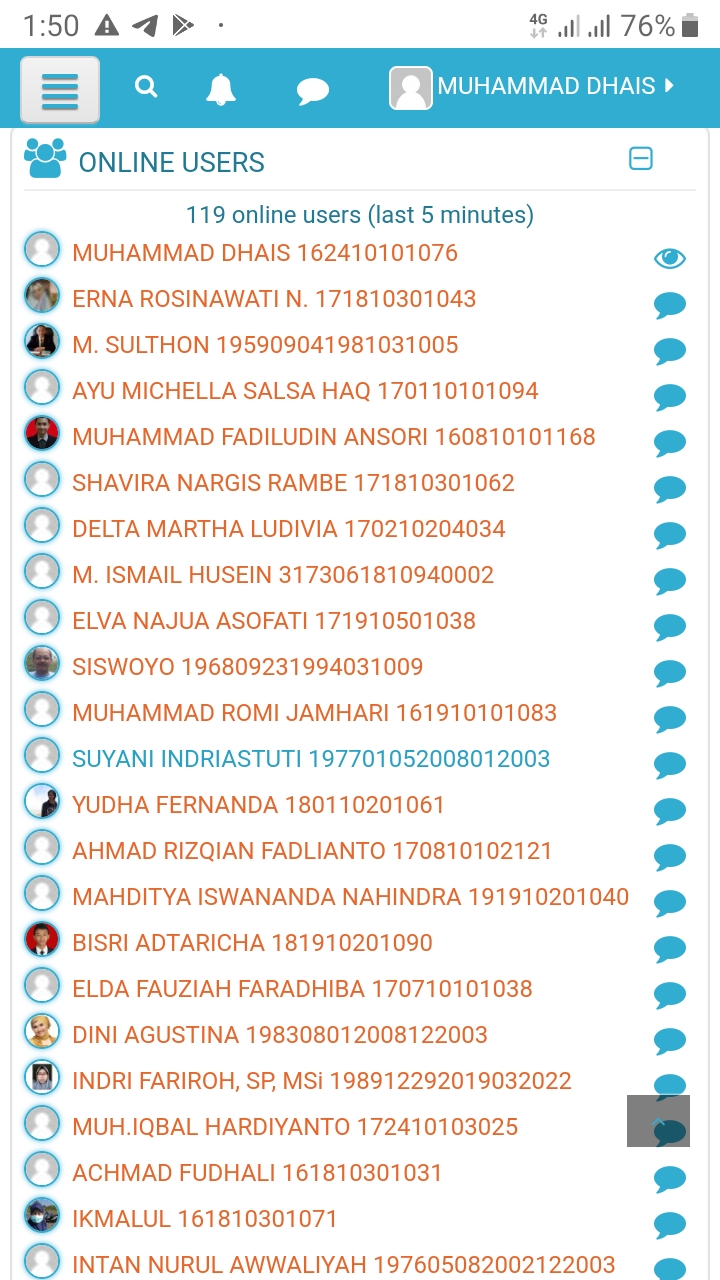 1:50
4G
76%
MUHAMMAD DHAIS
ONLINE USERS
119 online users (last 5 minutes)
MUHAMMAD DHAIS 162410101076
ERNA ROSINAWATI N. 171810301043
M. SULTHON 195909041981031005
AYU MICHELLA SALSA HAQ 170110101094
MUHAMMAD FADILUDIN ANSORI 160810101168
SHAVIRA NARGIS RAMBE 171810301062
DELTA MARTHA LUDIVIA 170210204034
M. ISMAIL HUSEIN 3173061810940002
ELVA NAJUA ASOFATI 171910501038
SISWOYO 196809231994031009
MUHAMMAD ROMI JAMHARI 161910101083
SUYANI INDRIASTUTI 197701052008012003
YUDHA FERNANDA 180110201061
AHMAD RIZQIAN FADLIANTO 170810102121
MAHDITYA ISWANANDA NAHINDRA 191910201040
BISRI ADTARICHA 181910201090
ELDA FAUZIAH FARADHIBA 170710101038
DINI AGUSTINA 198308012008122003
INDRI FARIROH, SP, MSi 198912292019032022
MUH.IQBAL HARDIYANTO 172410103025
ACHMAD FUDHALI 161810301031
IKMALUL 161810301071
INTAN NURUL AWWALIYAH 197605082002122003